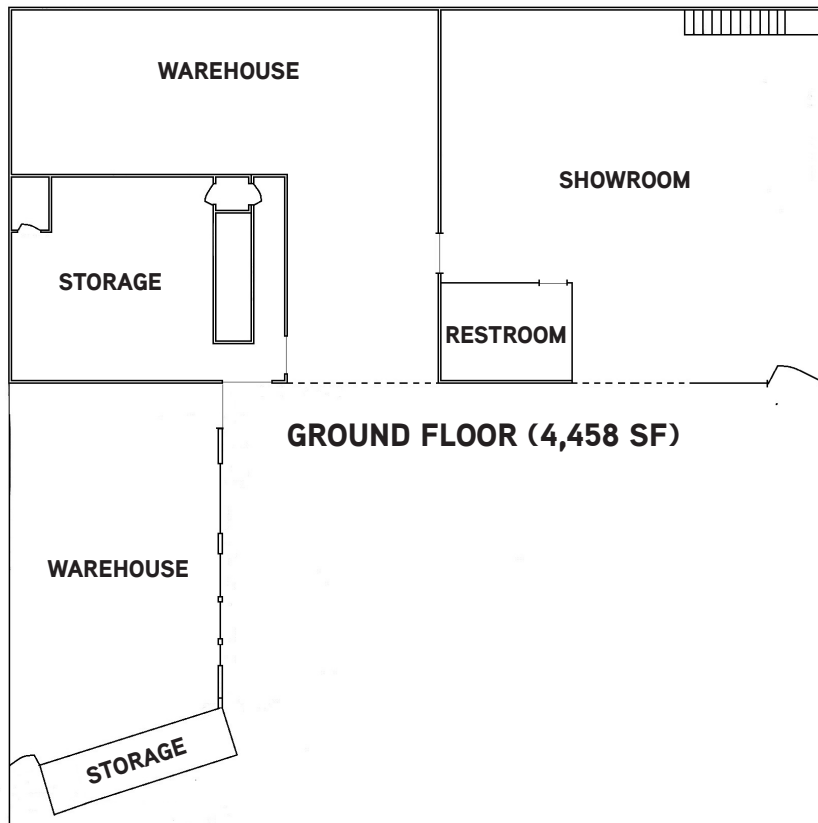 WAREHOUSE
SHOWROOM
STORAGE
RESTROOM
GROUND FLOOR (4,458 SF)
WAREHOUSE
STORAGE